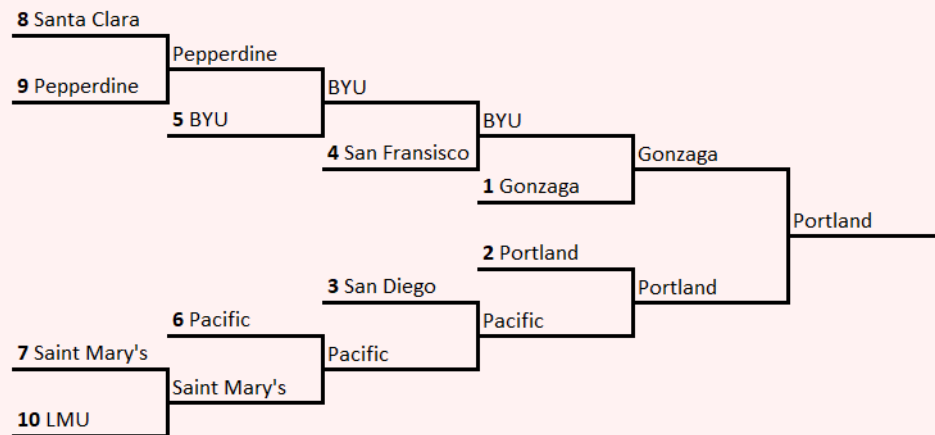 8 Santa Clara
Pepperdine
9 Pepperdine
BYU
5 BYU
BYU
4 San Fransisco
Gonzaga
1 Gonzaga
Portland
2 Portland
3 San Diego
Portland
6 Pacific
Pacific
7 Saint Mary's
Pacific
Saint Mary's
10 LMU